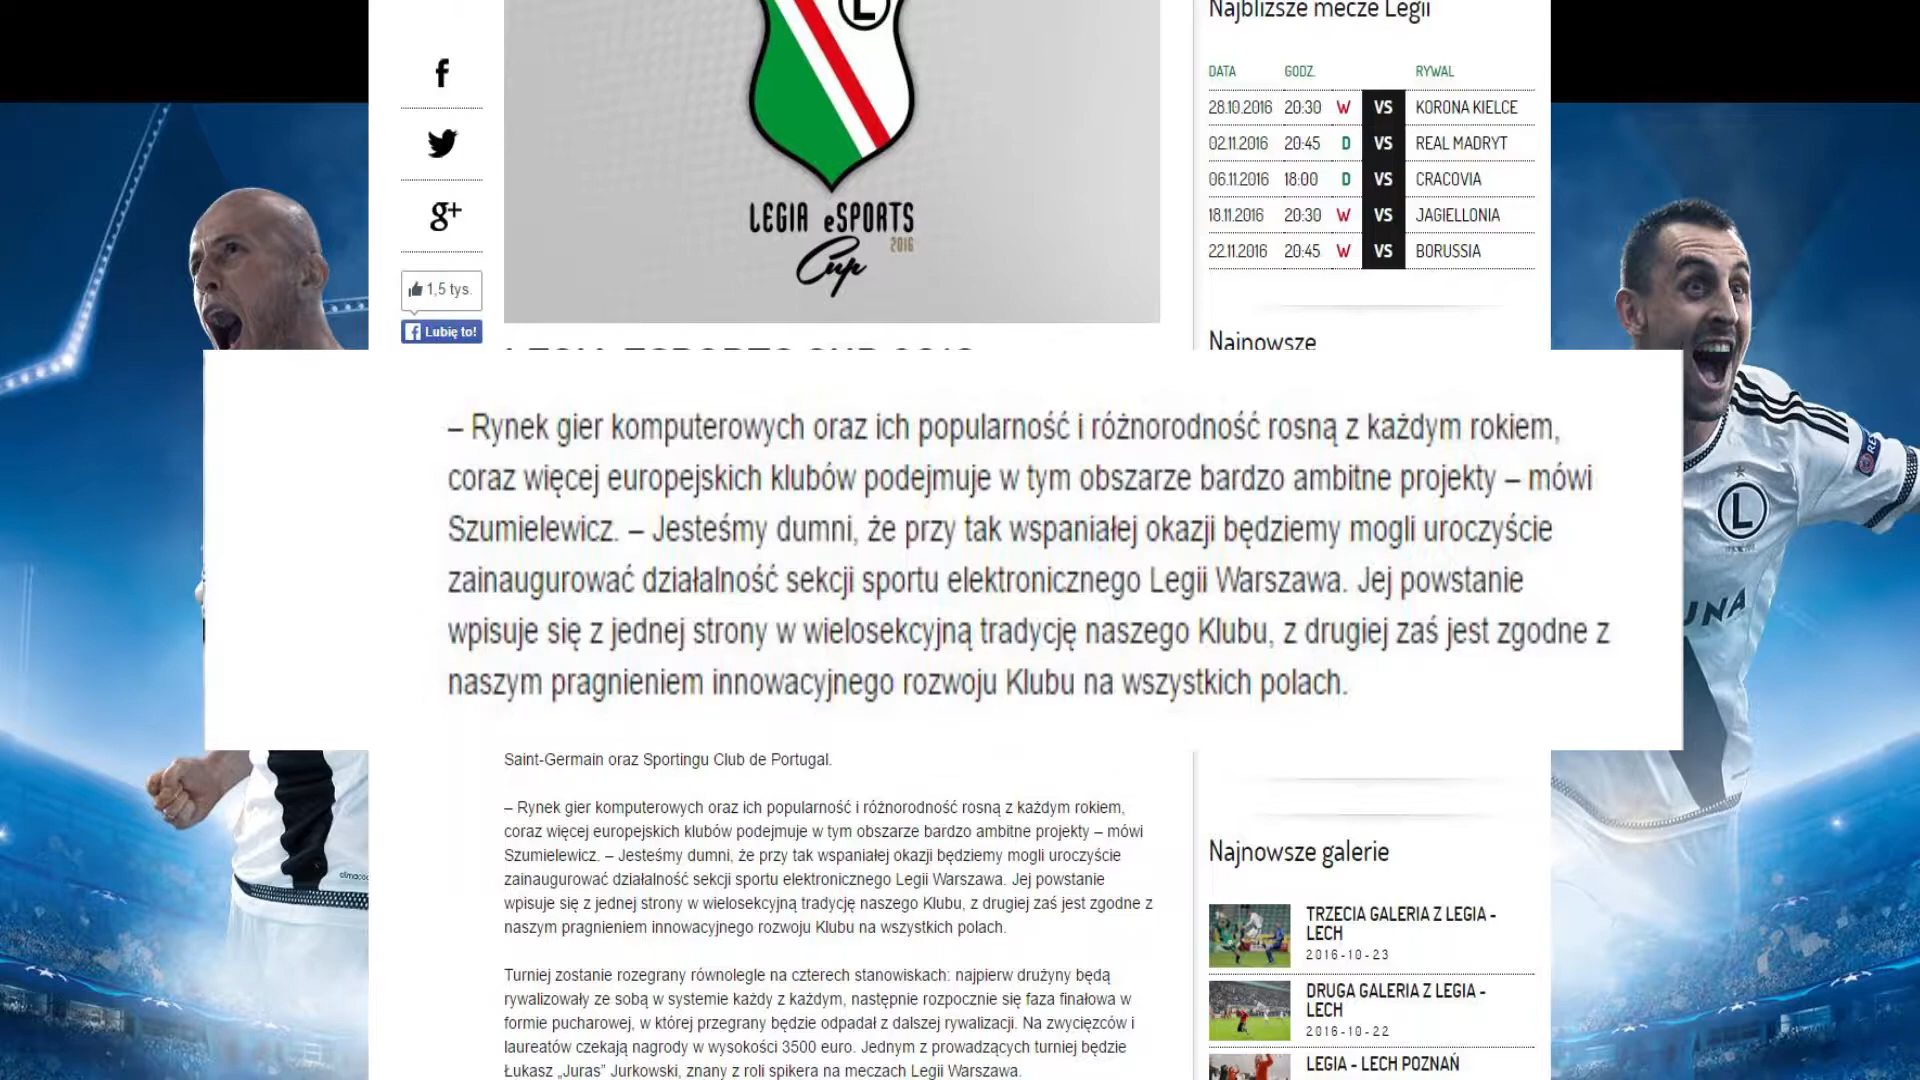 L
LEGIA eSPORTS
2016
Cup
f
g+
1,5 tys.
Lubię to!
Najbliższe mecze Legii
DATA GODZ. RYWAL
28.10.2016 20:30 W VS KORONA KIELCE
02.11.2016 20:45 D VS REAL MADRYT
06.11.2016 18:00 D VS CRACOVIA
18.11.2016 20:30 W VS JAGIELLONIA
22.11.2016 20:45 W VS BORUSSIA
Najnowsze
– Rynek gier komputerowych oraz ich popularność i różnorodność rosną z każdym rokiem,
coraz więcej europejskich klubów podejmuje w tym obszarze bardzo ambitne projekty – mówi
Szumielewicz. – Jesteśmy dumni, że przy tak wspaniałej okazji będziemy mogli uroczyście
zainaugurować działalność sekcji sportu elektronicznego Legii Warszawa. Jej powstanie
wpisuje się z jednej strony w wielosekcyjną tradycję naszego Klubu, z drugiej zaś jest zgodne z
naszym pragnieniem innowacyjnego rozwoju Klubu na wszystkich polach.
Saint-Germain oraz Sportingu Club de Portugal.
– Rynek gier komputerowych oraz ich popularność i różnorodność rosną z każdym rokiem,
coraz więcej europejskich klubów podejmuje w tym obszarze bardzo ambitne projekty – mówi
Szumielewicz. – Jesteśmy dumni, że przy tak wspaniałej okazji będziemy mogli uroczyście
zainaugurować działalność sekcji sportu elektronicznego Legii Warszawa. Jej powstanie
wpisuje się z jednej strony w wielosekcyjną tradycję naszego Klubu, z drugiej zaś jest zgodne z
naszym pragnieniem innowacyjnego rozwoju Klubu na wszystkich polach.
Turniej zostanie rozegrany równolegle na czterech stanowiskach: najpierw drużyny będą
rywalizowały ze sobą w systemie każdy z każdym, następnie rozpocznie się faza finałowa w
formie pucharowej, w której przegrany będzie odpadał z dalszej rywalizacji. Na zwycięzców i
laureatów czekają nagrody w wysokości 3500 euro. Jednym z prowadzących turniej będzie
Łukasz „Juras” Jurkowski, znany z roli spikera na meczach Legii Warszawa.
Najnowsze galerie
TRZECIA GALERIA Z LEGIA -
LECH
2016-10-23
DRUGA GALERIA Z LEGIA -
LECH
2016-10-22
LEGIA - LECH POZNAŃ
L
UNA